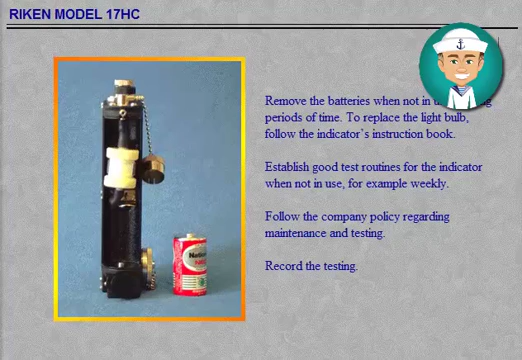 RIKEN MODEL 17HC
Remove the batteries when not in
periods of time. To replace the light bulb,
follow the indicator`s instruction book.
Establish good test routines for the indicator
when not in use, for example weekly.
Follow the company policy regarding
maintenance and testing.
Record the testing.